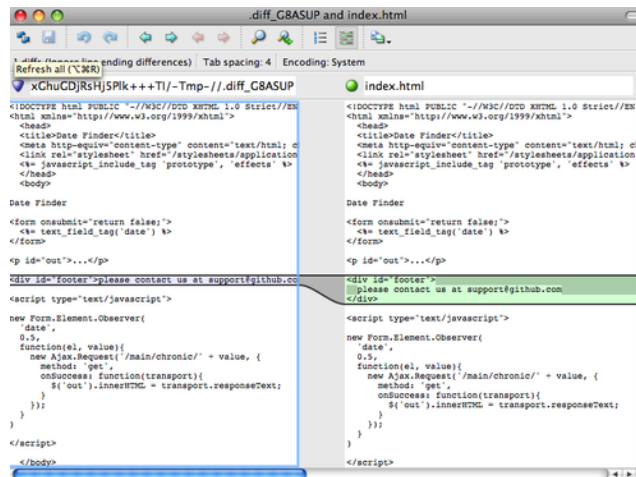 .diff_G8ASUP and index.html
ending differences) Tab spacing: 4 Encoding: System
Refresh all (⌥⌘R)
xGhuGDjRsHj5Plk+++TI/-Tmp-//.diff_G8ASUP
<!DOCTYPE html PUBLIC "-//W3C//DTD XHTML 1.0 Strict//EN
<html xmlns="http://www.w3.org/1999/xhtml">
<head>
<title>Date Finder</title>
<meta http-equiv="content-type" content="text/html; c
<link rel="stylesheet" href="/stylesheets/application
<%= javascript_include_tag 'prototype', 'effects' %>
</head>
<body>
Date Finder
<form onsubmit="return false;">
<%= text_field_tag('date') %>
</form>
<p id="out">...</p>
<div id="footer">please contact us at support@github.co
<script type="text/javascript">
new Form.Element.Observer(
'date',
0.5,
function(el, value){
new Ajax.Request('/main/chronic/' + value, {
method: 'get',
onSuccess: function(transport){
$('out').innerHTML = transport.responseText;
}
});
}
)
</script>
</body>
index.html
<!DOCTYPE html PUBLIC "-//W3C//DTD XHTML 1.0 Strict//EN
<html xmlns="http://www.w3.org/1999/xhtml">
<head>
<title>Date Finder</title>
<meta http-equiv="content-type" content="text/html; c
<link rel="stylesheet" href="/stylesheets/application
<%= javascript_include_tag 'prototype', 'effects' %>
</head>
<body>
Date Finder
<form onsubmit="return false;">
<%= text_field_tag('date') %>
</form>
<p id="out">...</p>
<div id="footer">
please contact us at support@github.com
</div>
<script type="text/javascript">
new Form.Element.Observer(
'date',
0.5,
function(el, value){
new Ajax.Request('/main/chronic/' + value, {
method: 'get',
onSuccess: function(transport){
$('out').innerHTML = transport.responseText;
}
});
}
)
</script>